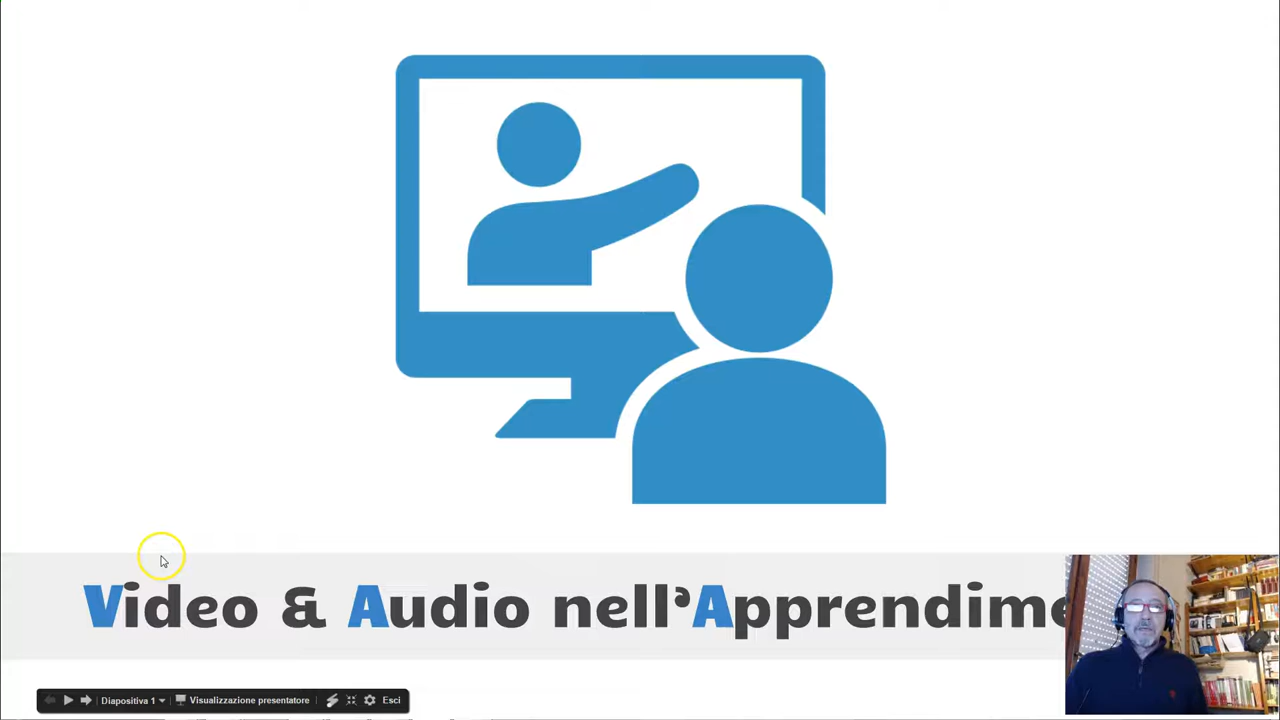 Video & Audio nell'Apprendime
Diapositiva 1
Visualizzazione presentatore
Esci